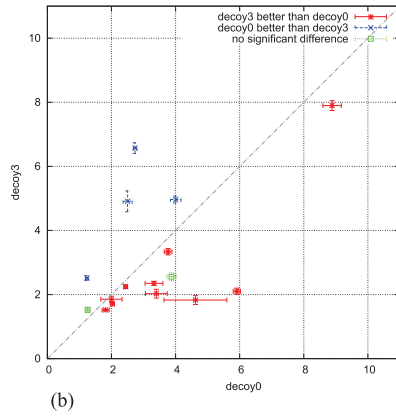 decoy3 better than decoy0
decoy0 better than decoy3
no significant difference
10
8
6
4
2
0
decoy3
0 2 4 6 8 10
decoy0
(b)